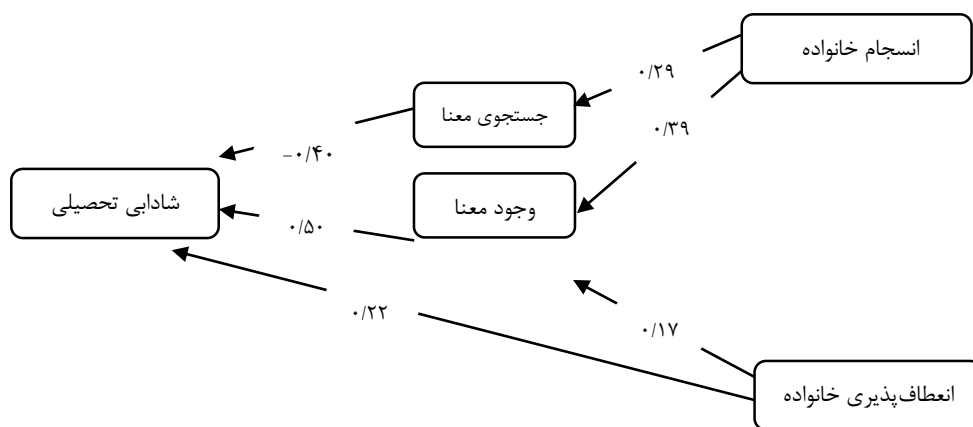 انسجام خانواده
۰/۲۹
جستجوی معنا
۰/۳۹
-۰/۴۰
وجود معنا
شادابی تحصیلی
۰/۵۰
۰/۲۲
۰/۱۷
انعطاف‌پذیری خانواده